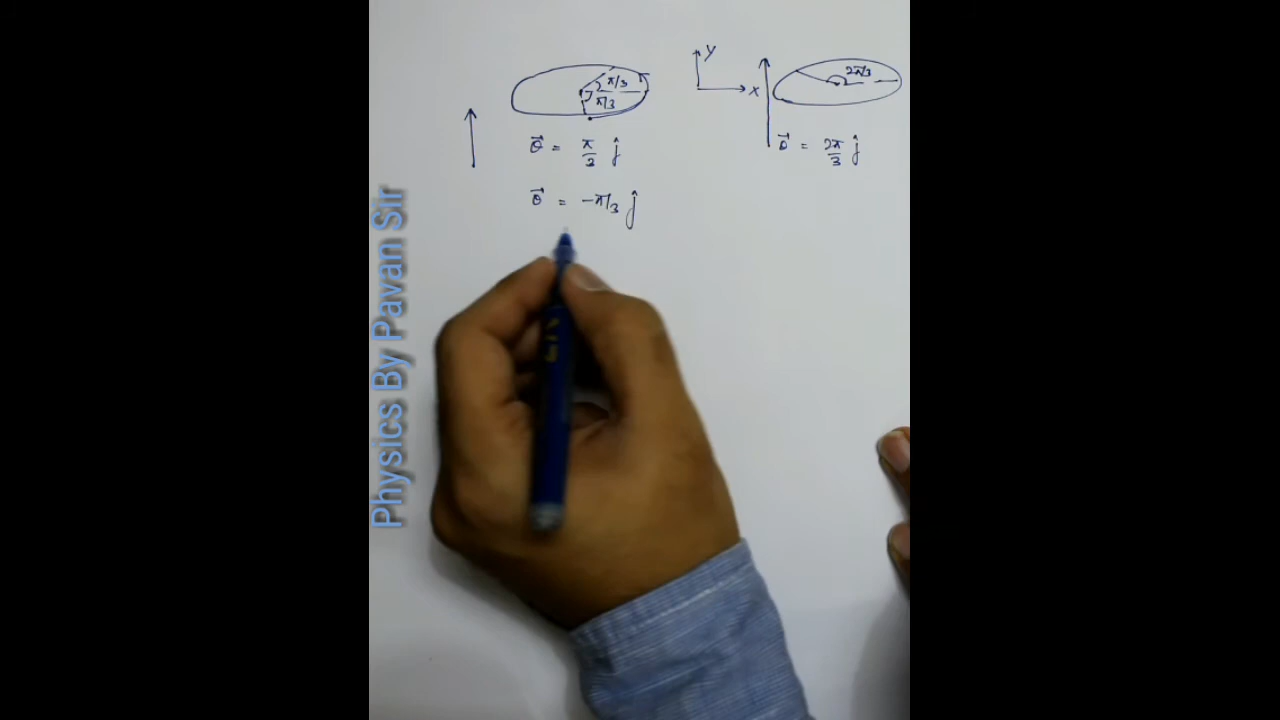 Physics By Pavan Sir
π/3
π/3
y
x
2π/3
θ⃗ = π/3 ĵ
θ⃗ = 2π/3 ĵ
θ⃗ = -π/3 ĵ